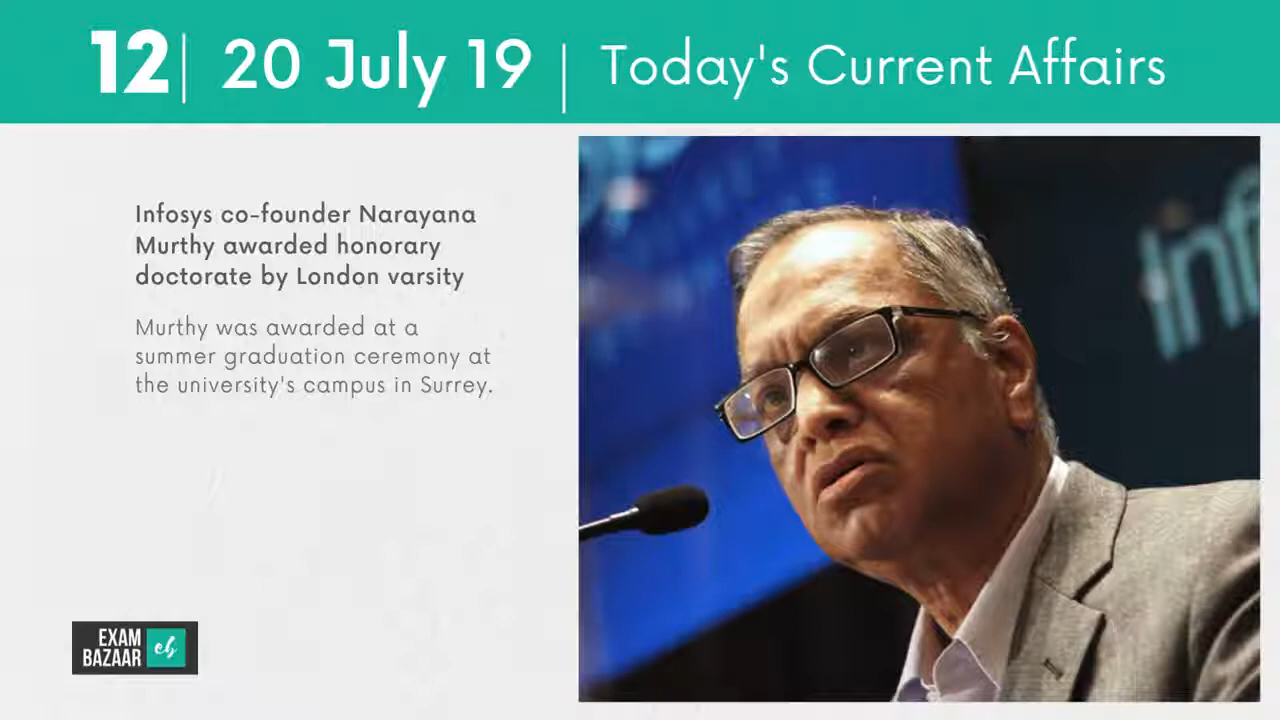 12 | 20 July 19 | Today's Current Affairs
Infosys co-founder Narayana
Murthy awarded honorary
doctorate by London varsity
Murthy was awarded at a
summer graduation ceremony at
the university's campus in Surrey.
Inf
EXAM
BAZAAR
eb